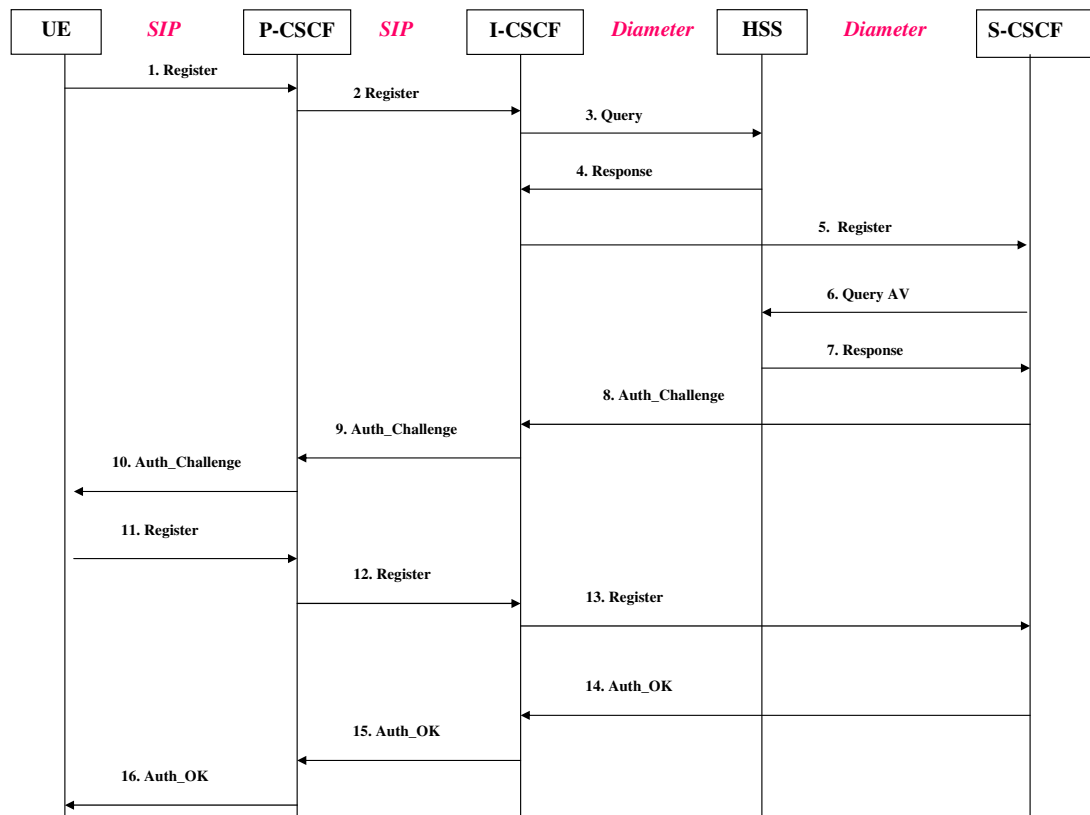 UE SIP P-CSCF SIP I-CSCF Diameter HSS Diameter S-CSCF
1. Register
2 Register
3. Query
4. Response
5. Register
6. Query AV
7. Response
8. Auth_Challenge
9. Auth_Challenge
10. Auth_Challenge
11. Register
12. Register
13. Register
14. Auth_OK
15. Auth_OK
16. Auth_OK